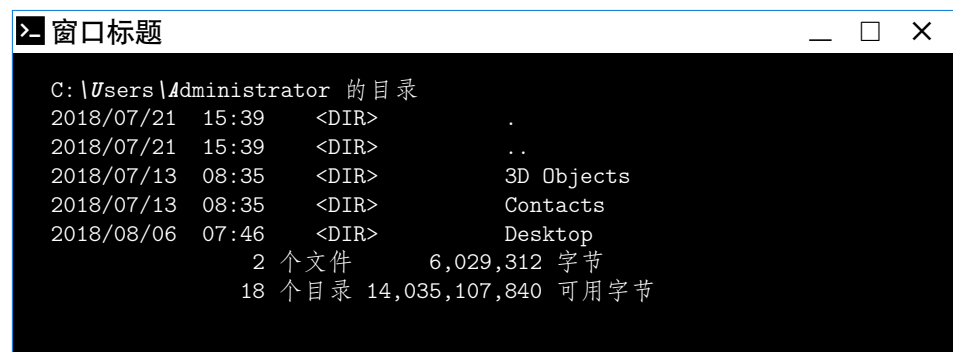 窗口标题
C:\Users\Administrator 的目录
2018/07/21  15:39    <DIR>          .
2018/07/21  15:39    <DIR>          ..
2018/07/13  08:35    <DIR>          3D Objects
2018/07/13  08:35    <DIR>          Contacts
2018/08/06  07:46    <DIR>          Desktop
2 个文件      6,029,312 字节
18 个目录 14,035,107,840 可用字节